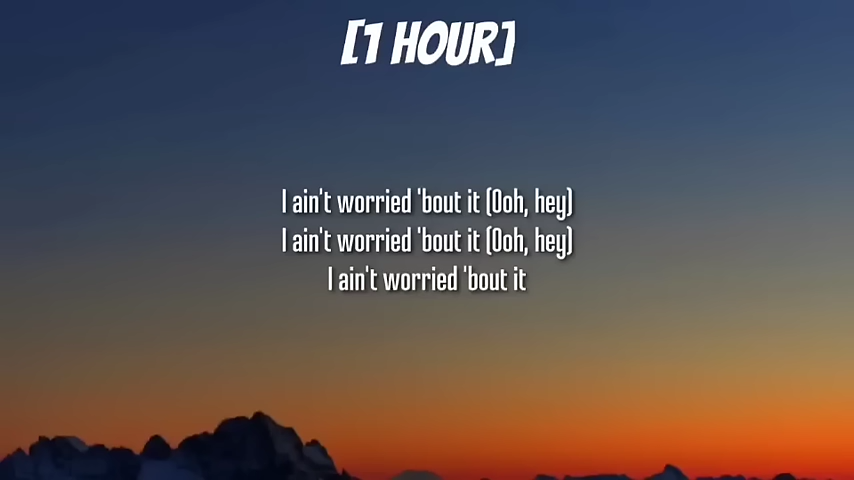 [1 HOUR]
I ain't worried 'bout it (Ooh, hey)
I ain't worried 'bout it (Ooh, hey)
I ain't worried 'bout it